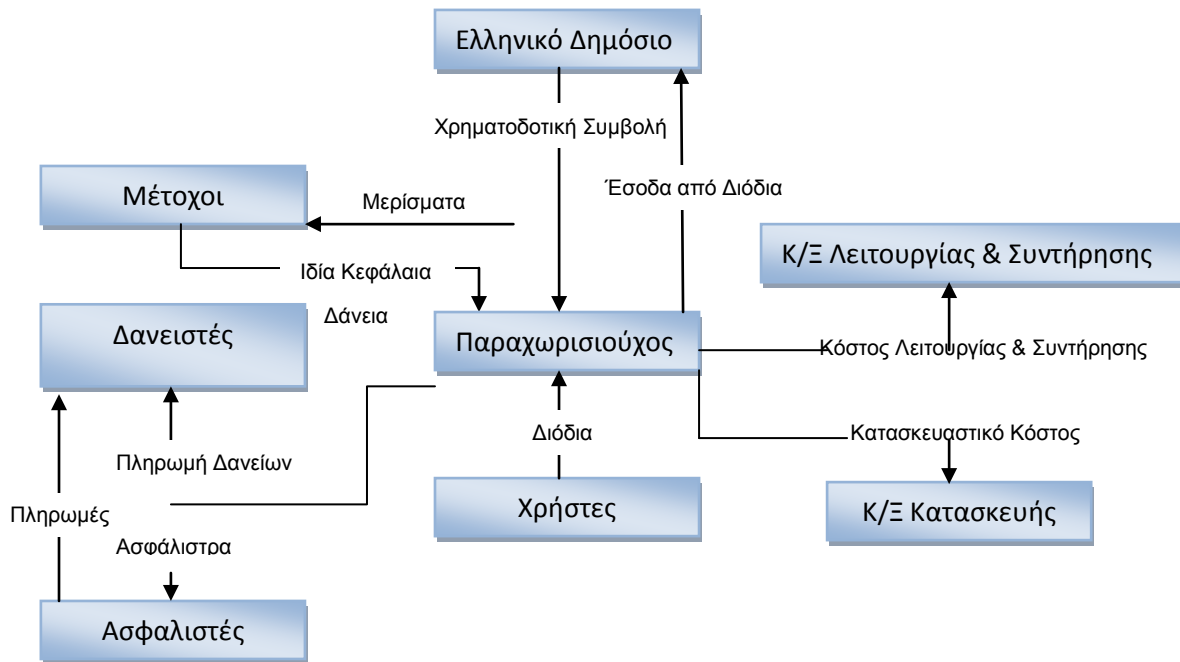 Ελληνικό Δημόσιο
Χρηματοδοτική Συμβολή
Μέτοχοι
Μερίσματα
Έσοδα από Διόδια
Κ/Ξ Λειτουργίας & Συντήρησης
Ιδία Κεφάλαια
Δανειστές
Δάνεια
Παραχωρισιούχος
Κόστος Λειτουργίας & Συντήρησης
Διόδια
Κατασκευαστικό Κόστος
Πληρωμή Δανείων
Πληρωμές
Χρήστες
Κ/Ξ Κατασκευής
Ασφάλιστρα
Ασφαλιστές